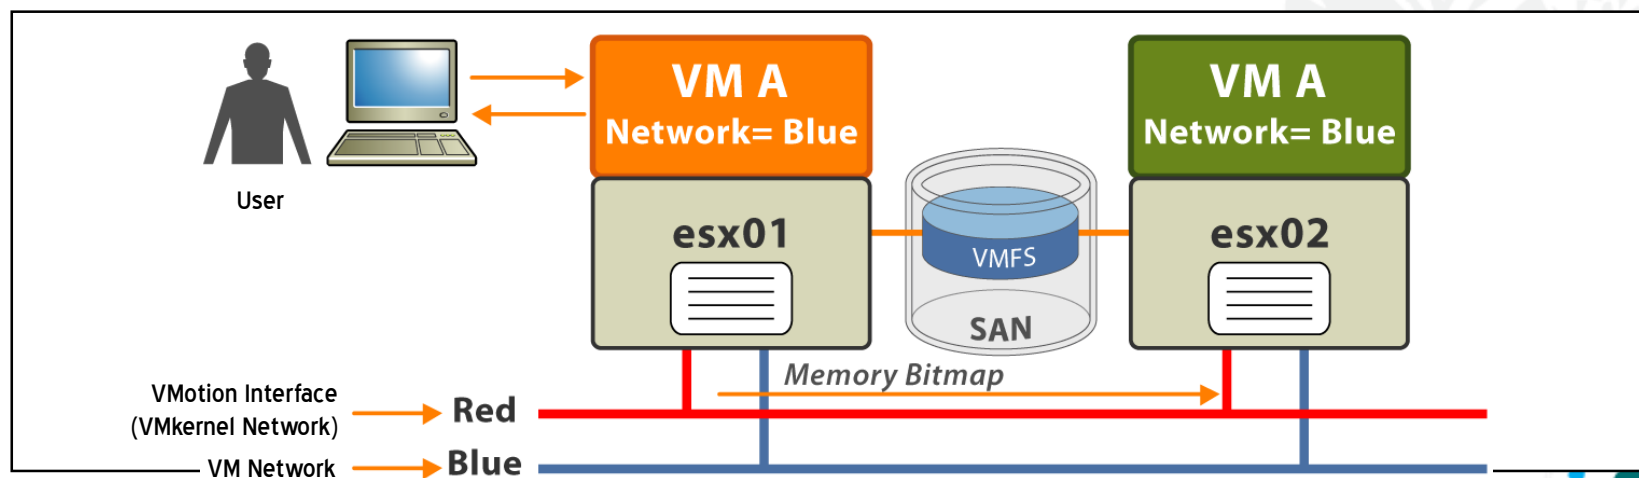 VM A
Network= Blue
VM A
Network= Blue
User
esx01
VMFS
SAN
esx02
Memory Bitmap
VMotion Interface
(VMkernel Network)
Red
VM Network
Blue